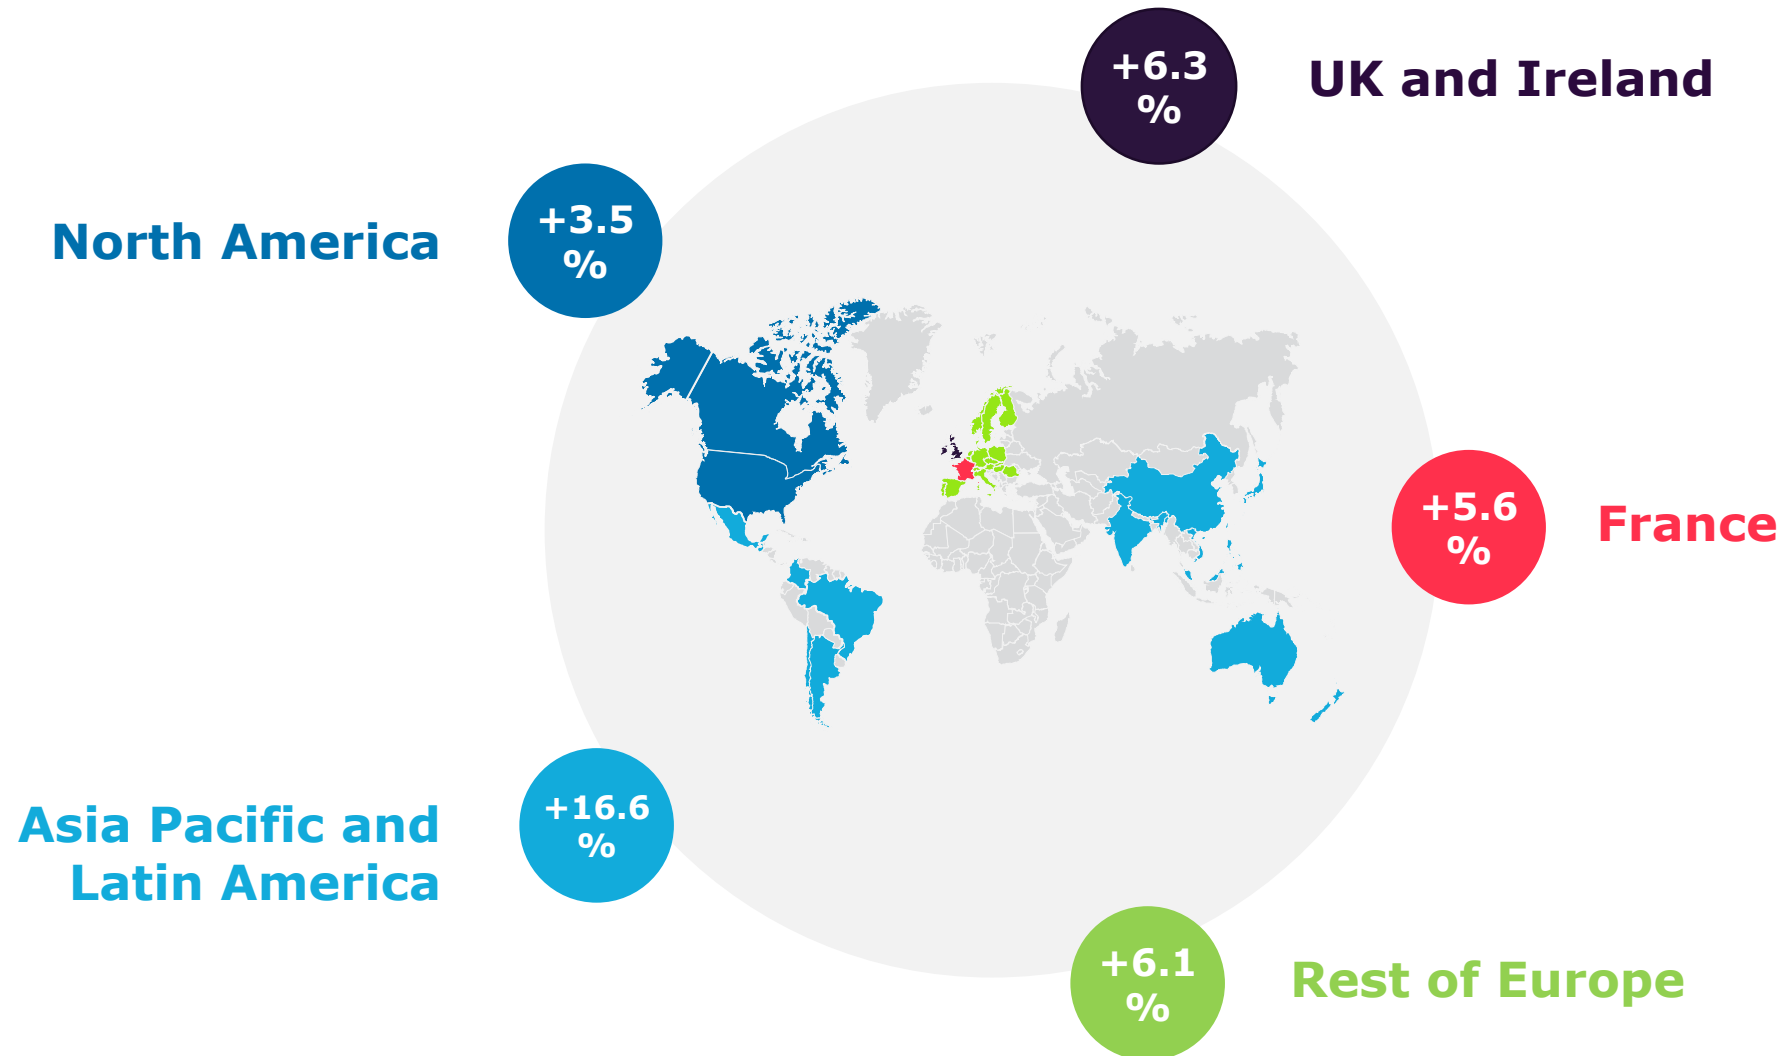 +6.3
%
UK and Ireland
North America
+3.5
%
+5.6
%
France
Asia Pacific and
Latin America
+16.6
%
+6.1
%
Rest of Europe